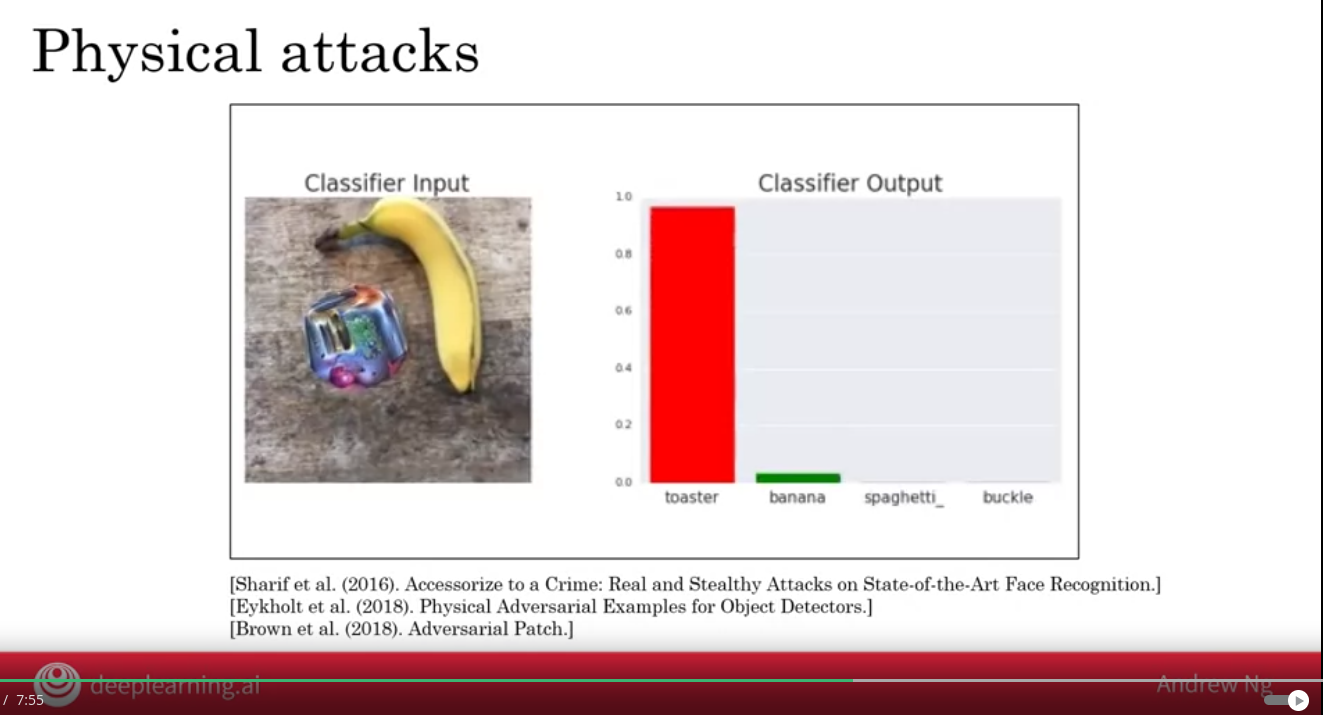 Physical attacks
Classifier Input
Classifier Output
1.0
0.8
0.6
0.4
0.2
0.0
toaster banana spaghetti_ buckle
[Sharif et al. (2016). Accessorize to a Crime: Real and Stealthy Attacks on State-of-the-Art Face Recognition.]
[Eykholt et al. (2018). Physical Adversarial Examples for Object Detectors.]
[Brown et al. (2018). Adversarial Patch.]
deeplearning.ai
Andrew Ng
/ 7:55